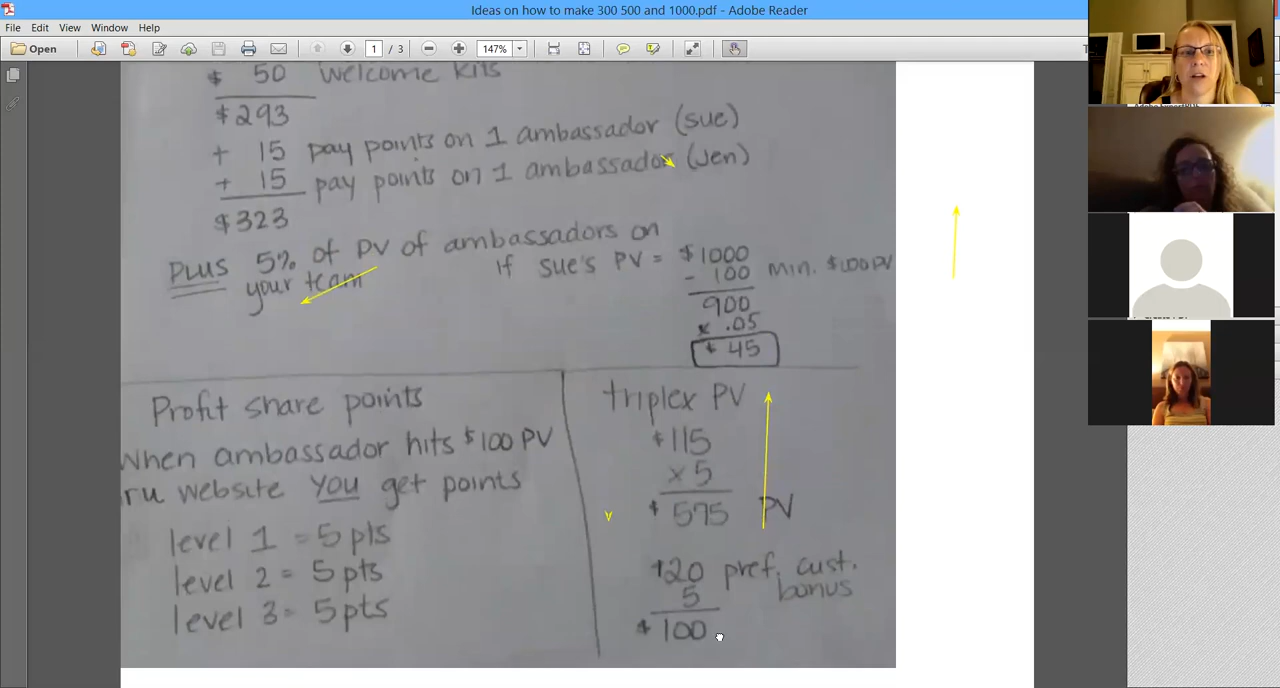 Ideas on how to make 300 500 and 1000.pdf - Adobe Reader
File Edit View Window Help
Open
1 / 3
147%
$ 50 Welcome Kits
$293
+ 15 pay points on 1 ambassador (sue)
+ 15 pay points on 1 ambassador (Jen)
$323
PLUS 5% of PV of ambassadors on
your team
If sue's PV = $1000
- 100 min. $100PV
900
x .05
$ 45
Profit share points
When ambassador hits $100 PV
ru website YOU get points
level 1 = 5 pts
level 2 = 5 pts
level 3 = 5 pts
triplex PV
$115
x 5
$ 575 PV
$20 pref. cust.
5 bonus
$100